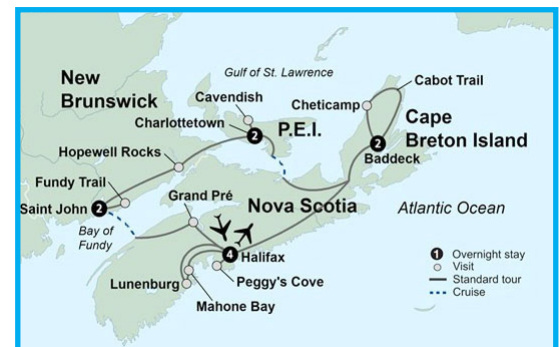 Gulf of St. Lawrence
New
Brunswick
Cabot Trail
Cavendish
Cheticamp
Charlottetown
2
P.E.I.
Cape
Breton Island
2
Baddeck
Hopewell Rocks
Fundy Trail
Grand Pré
Saint John
2
Nova Scotia
Atlantic Ocean
Bay of
Fundy
4
Halifax
Peggy's Cove
Lunenburg
Mahone Bay
1 Overnight stay
Visit
Standard tour
Cruise